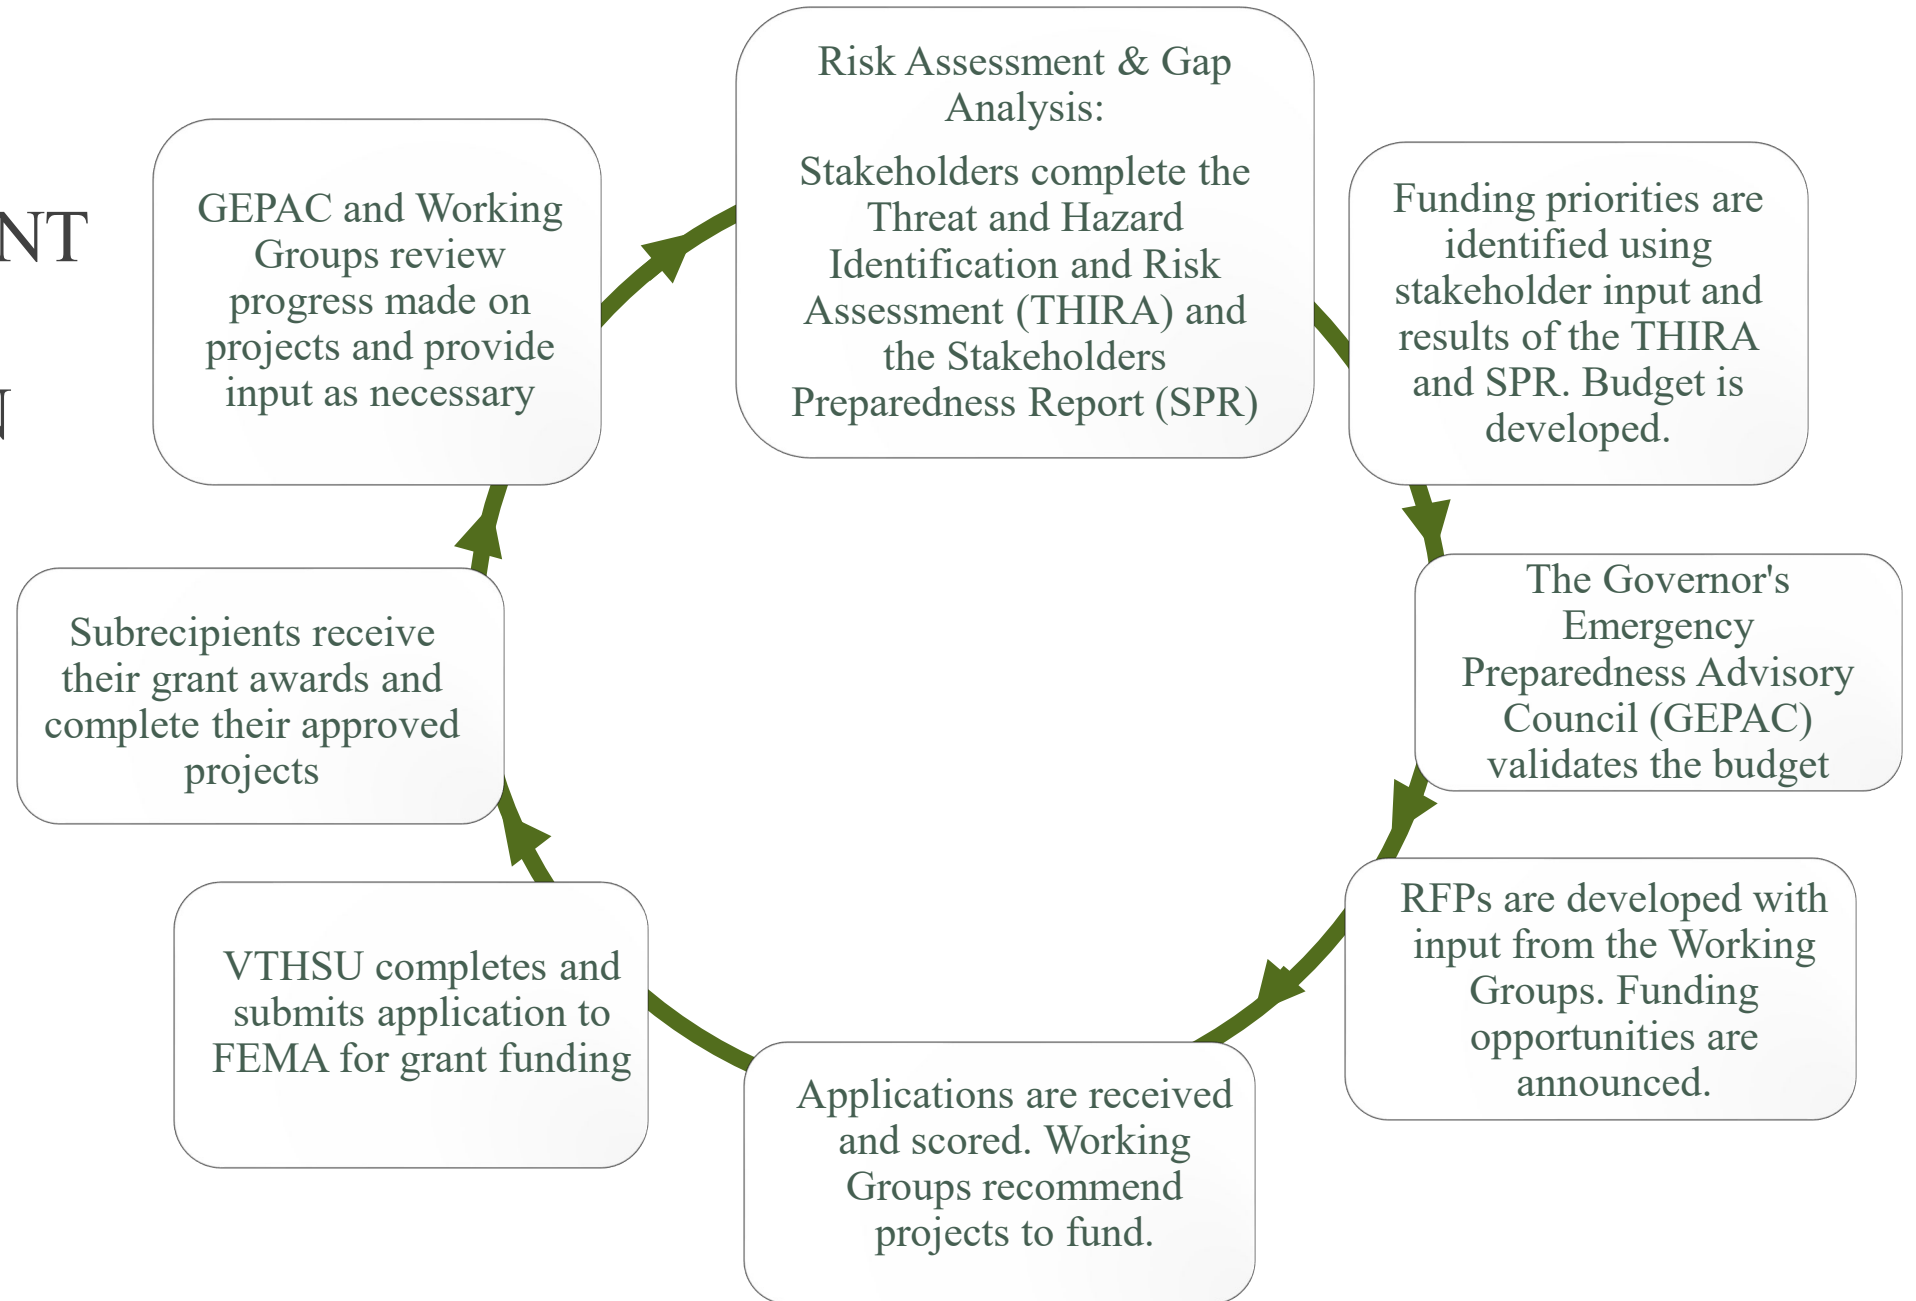 NT
N
Risk Assessment & Gap
Analysis:
Stakeholders complete the
Threat and Hazard
Identification and Risk
Assessment (THIRA) and
the Stakeholders
Preparedness Report (SPR)
Funding priorities are
identified using
stakeholder input and
results of the THIRA
and SPR. Budget is
developed.
The Governor's
Emergency
Preparedness Advisory
Council (GEPAC)
validates the budget
RFPs are developed with
input from the Working
Groups. Funding
opportunities are
announced.
Applications are received
and scored. Working
Groups recommend
projects to fund.
VTHSU completes and
submits application to
FEMA for grant funding
Subrecipients receive
their grant awards and
complete their approved
projects
GEPAC and Working
Groups review
progress made on
projects and provide
input as necessary